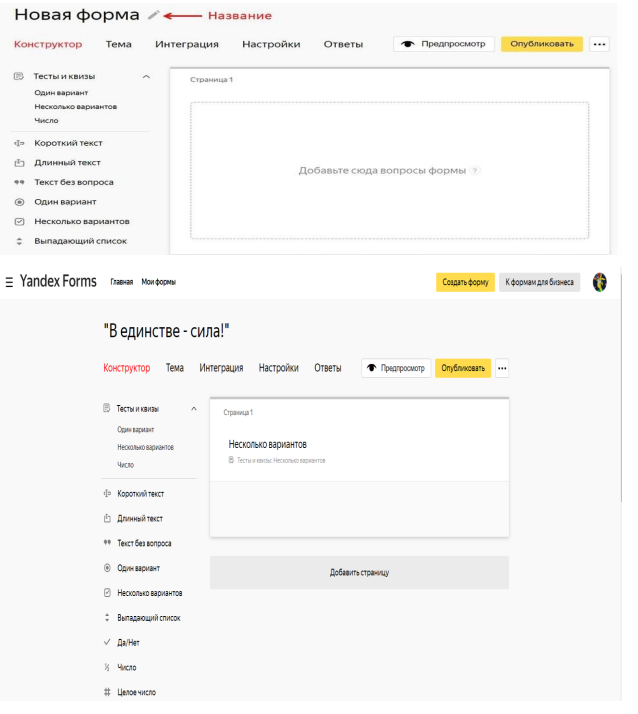 Новая форма
Название
Конструктор Тема Интеграция Настройки Ответы Предпросмотр Опубликовать
Тесты и квизы
Один вариант
Несколько вариантов
Число
Короткий текст
Длинный текст
Текст без вопроса
Один вариант
Несколько вариантов
Выпадающий список
Страница 1
Добавьте сюда вопросы формы ?
Yandex Forms Главная Мои формы Создать форму К формам для бизнеса
"В единстве - сила!"
Конструктор Тема Интеграция Настройки Ответы Предпросмотр Опубликовать
Тесты и квизы
Один вариант
Несколько вариантов
Число
Короткий текст
Длинный текст
Текст без вопроса
Один вариант
Несколько вариантов
Выпадающий список
Да/Нет
Число
Целое число
Страница 1
Несколько вариантов
Тесты и квизы: Несколько вариантов
Добавить страницу